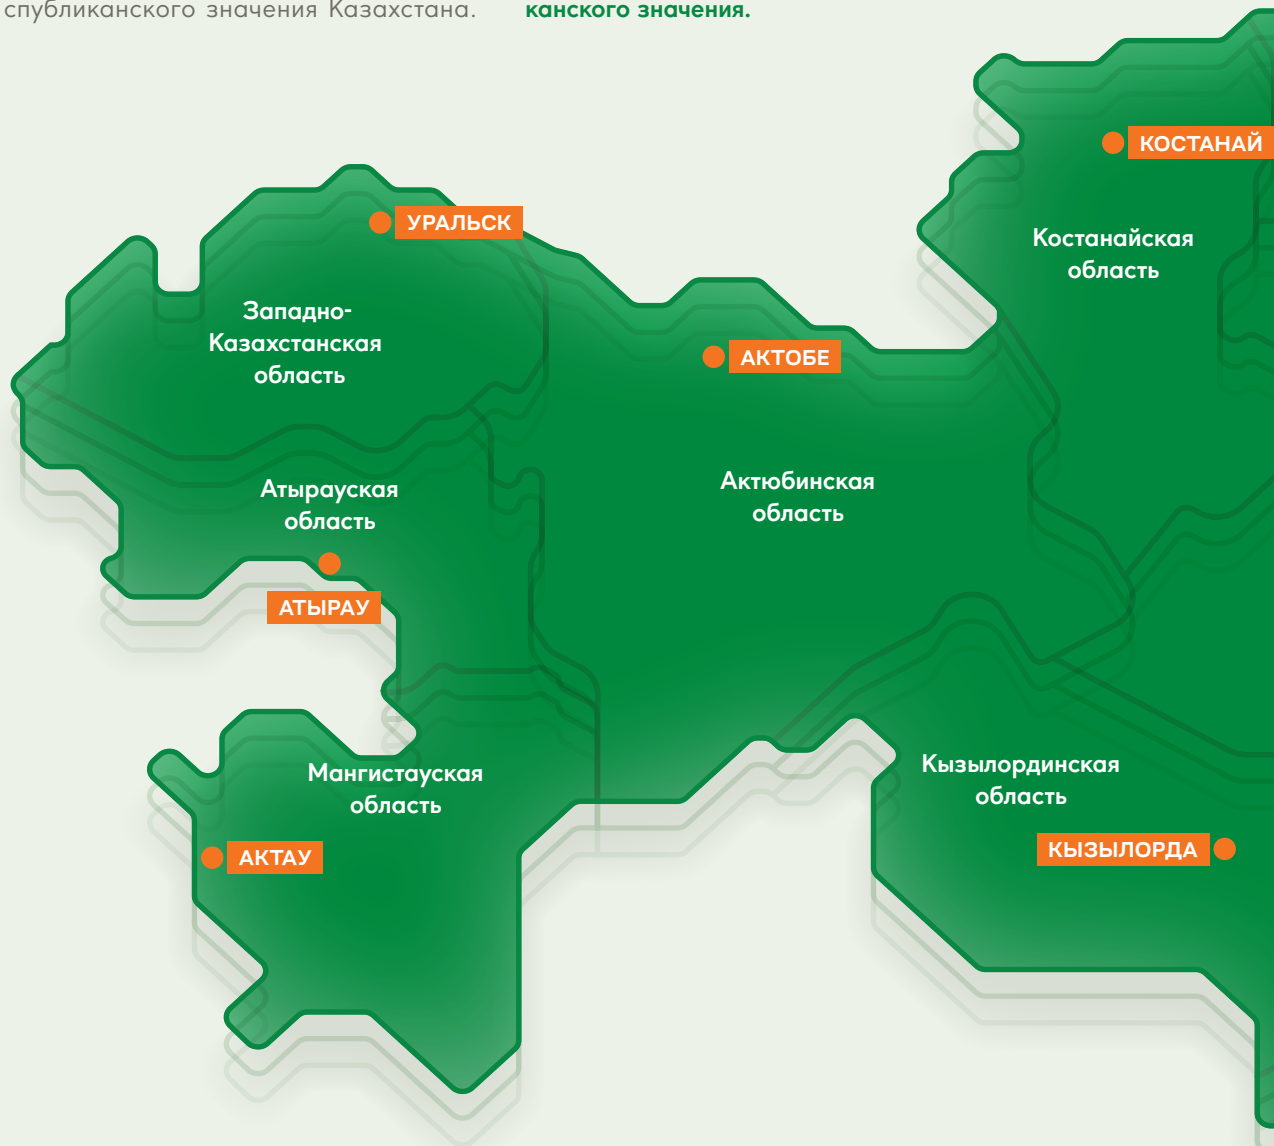 спубликанского значения Казахстана.
канского значения.
КОСТАНАЙ
УРАЛЬСК
Костанайская
область
Западно-
Казахстанская
область
АКТОБЕ
Атырауская
область
Актюбинская
область
АТЫРАУ
Мангистауская
область
Кызылординская
область
АКТАУ
КЫЗЫЛОРДА